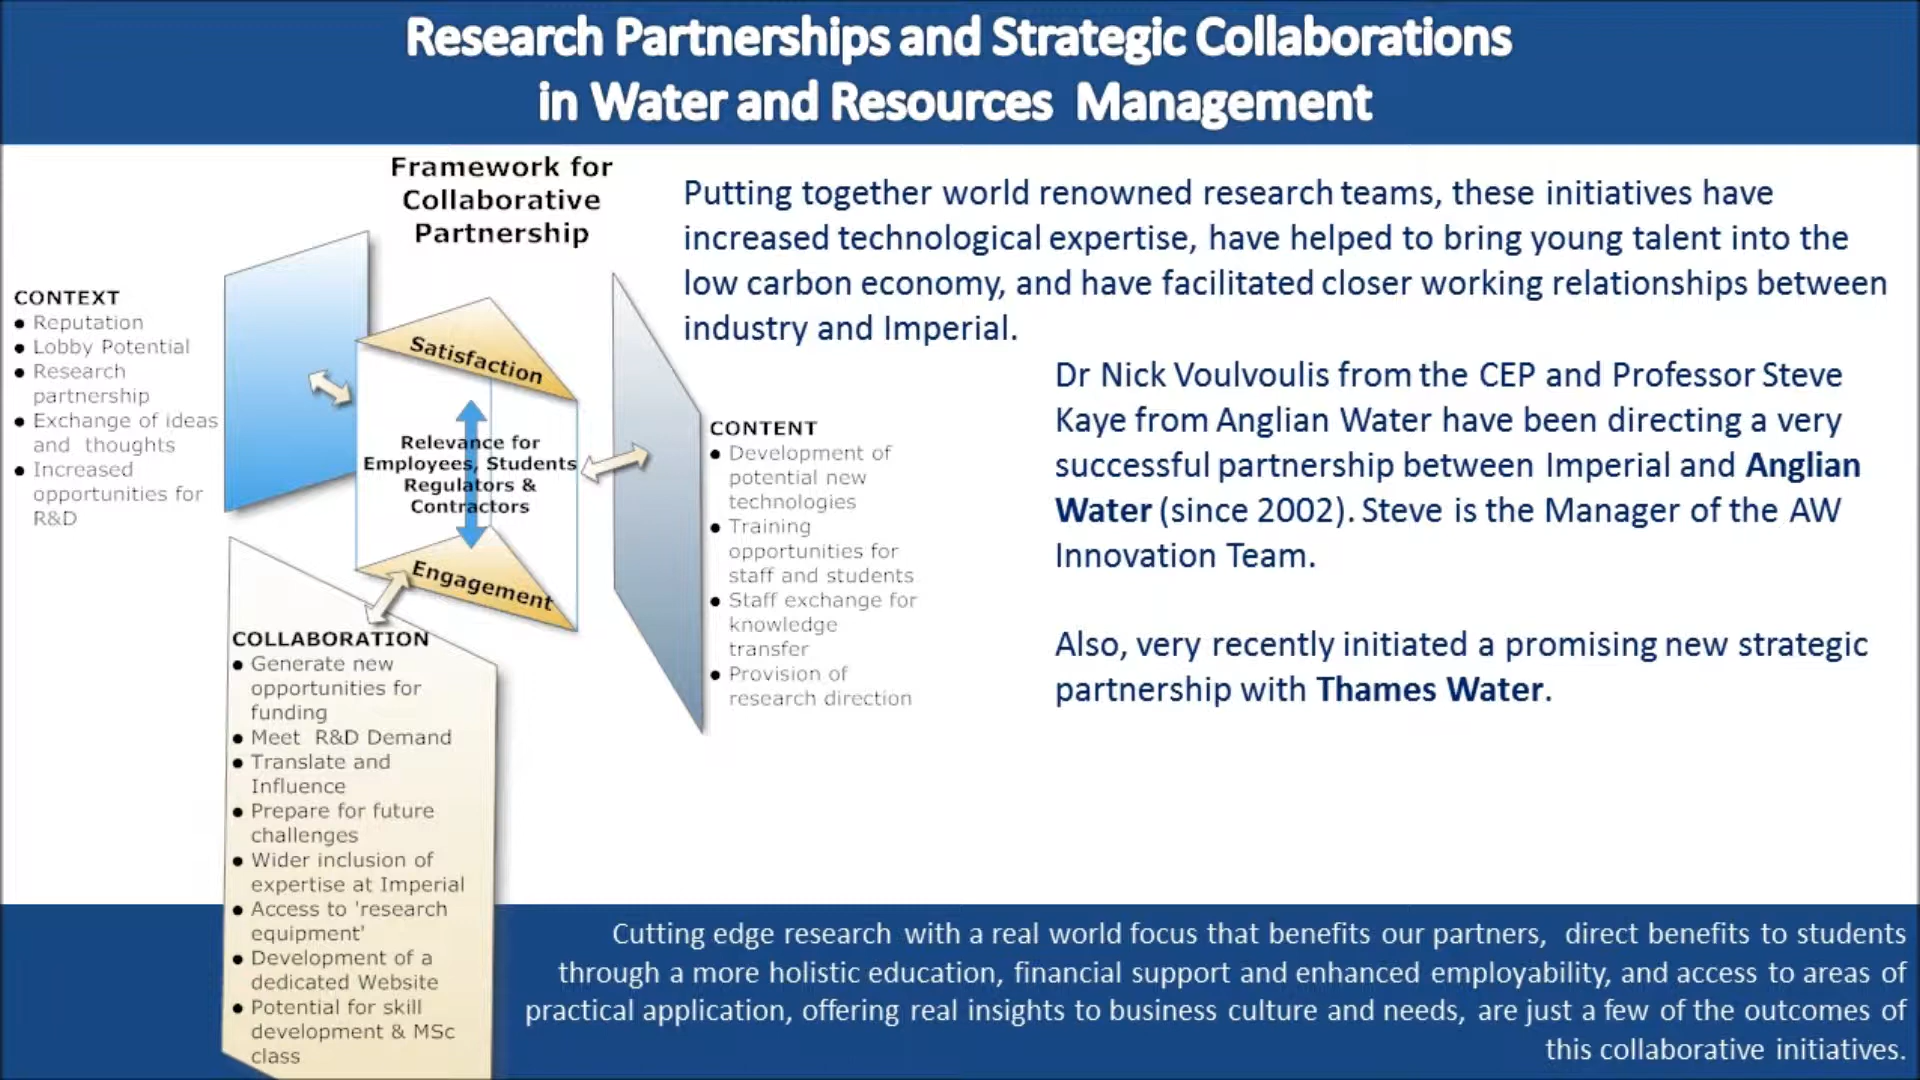 Research Partnerships and Strategic Collaborations
in Water and Resources Management
Framework for
Collaborative
Partnership
CONTEXT
● Reputation
● Lobby Potential
● Research
partnership
● Exchange of ideas
and thoughts
● Increased
opportunities for
R&D
Satisfaction
Relevance for
Employees, Students
Regulators &
Contractors
Engagement
CONTENT
● Development of
potential new
technologies
● Training
opportunities for
staff and students
● Staff exchange for
knowledge
transfer
● Provision of
research direction
COLLABORATION
● Generate new
opportunities for
funding
● Meet R&D Demand
● Translate and
Influence
● Prepare for future
challenges
● Wider inclusion of
expertise at Imperial
● Access to 'research
equipment'
● Development of a
dedicated Website
● Potential for skill
development & MSc
class
Putting together world renowned research teams, these initiatives have
increased technological expertise, have helped to bring young talent into the
low carbon economy, and have facilitated closer working relationships between
industry and Imperial.
Dr Nick Voulvoulis from the CEP and Professor Steve
Kaye from Anglian Water have been directing a very
successful partnership between Imperial and Anglian
Water (since 2002). Steve is the Manager of the AW
Innovation Team.
Also, very recently initiated a promising new strategic
partnership with Thames Water.
Cutting edge research with a real world focus that benefits our partners, direct benefits to students
through a more holistic education, financial support and enhanced employability, and access to areas of
practical application, offering real insights to business culture and needs, are just a few of the outcomes of
this collaborative initiatives.